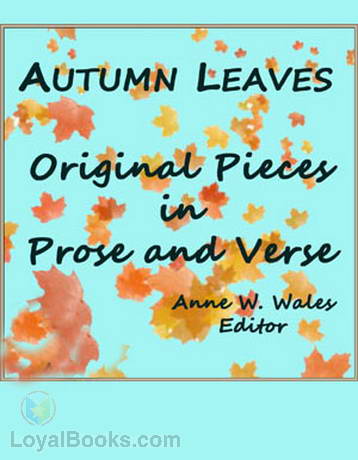 AUTUMN LEAVES
Original Pieces
in
Prose and Verse
Anne W. Wales
Editor
LoyalBooks.com